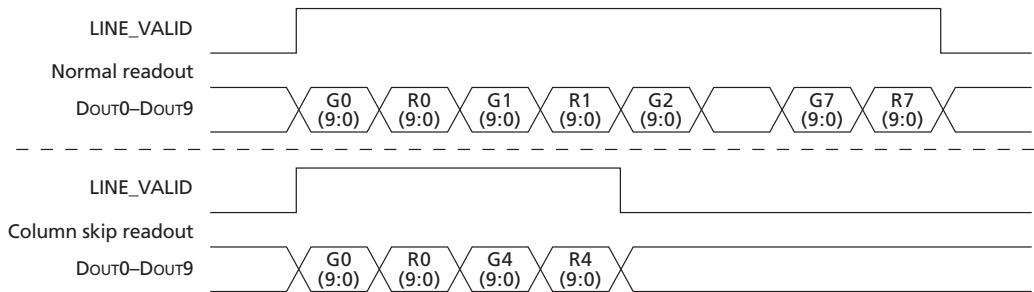 LINE_VALID
Normal readout
DOUT0–DOUT9
G0 (9:0) R0 (9:0) G1 (9:0) R1 (9:0) G2 (9:0) G7 (9:0) R7 (9:0)
LINE_VALID
Column skip readout
DOUT0–DOUT9
G0 (9:0) R0 (9:0) G4 (9:0) R4 (9:0)